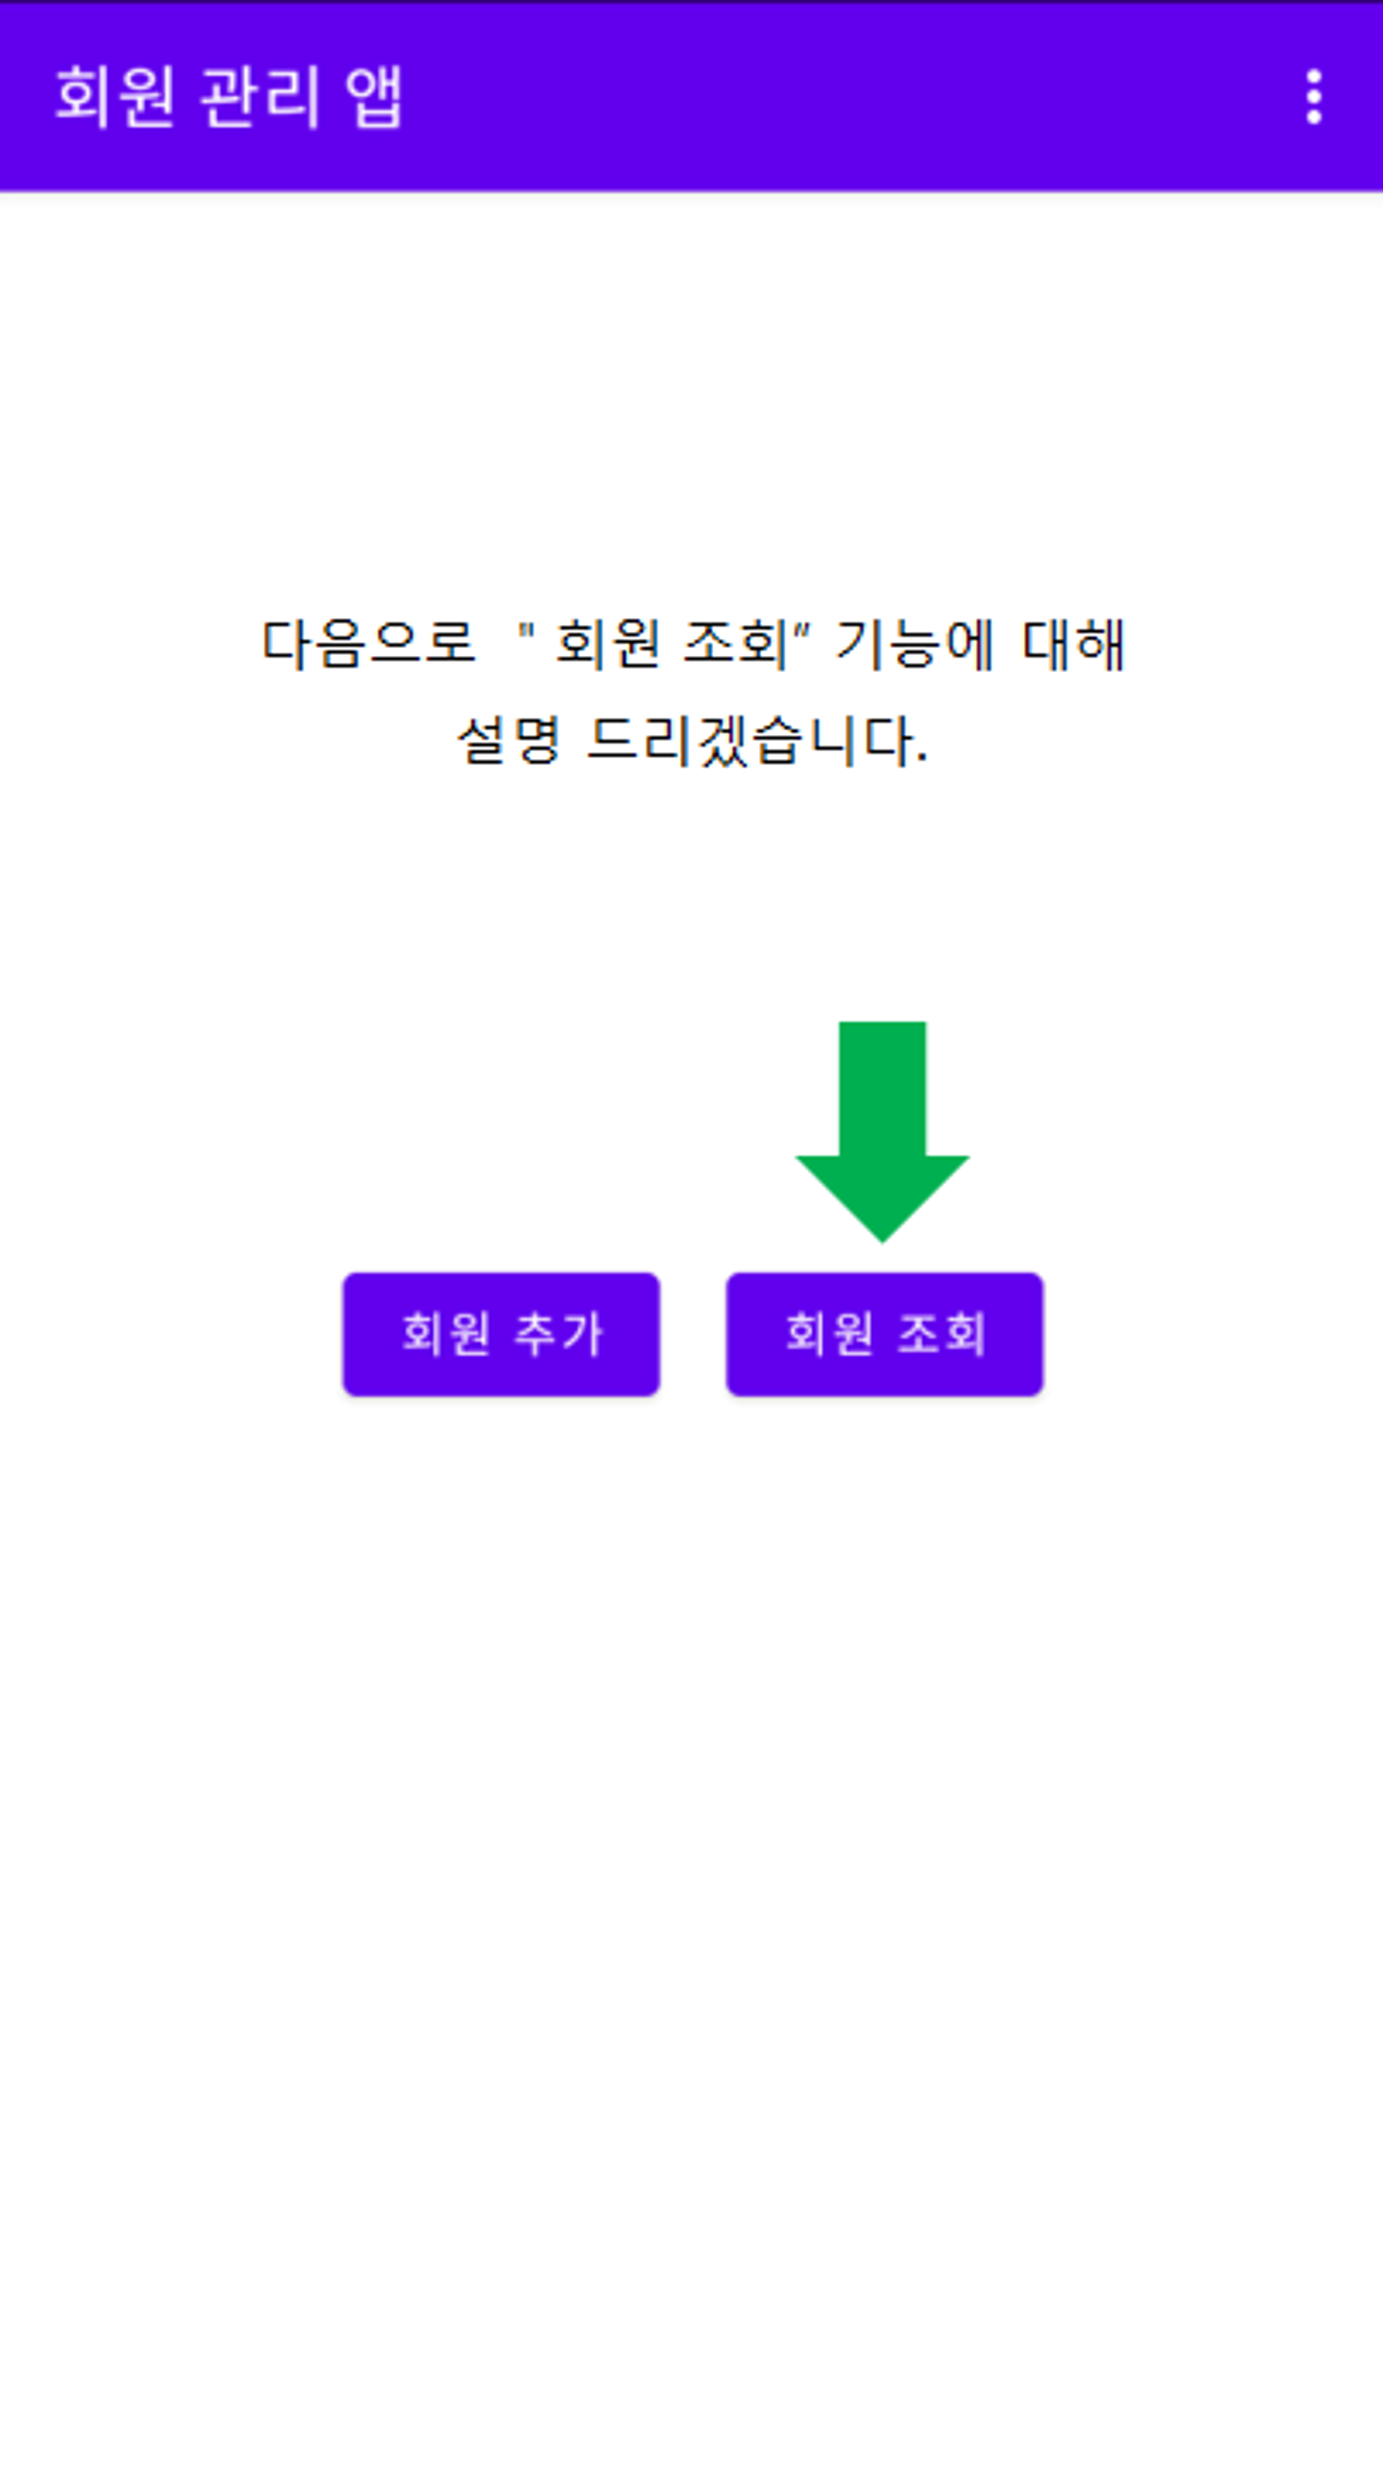 회원 관리 앱
다음으로  " 회원 조회" 기능에 대해
설명 드리겠습니다.
회원 추가
회원 조회